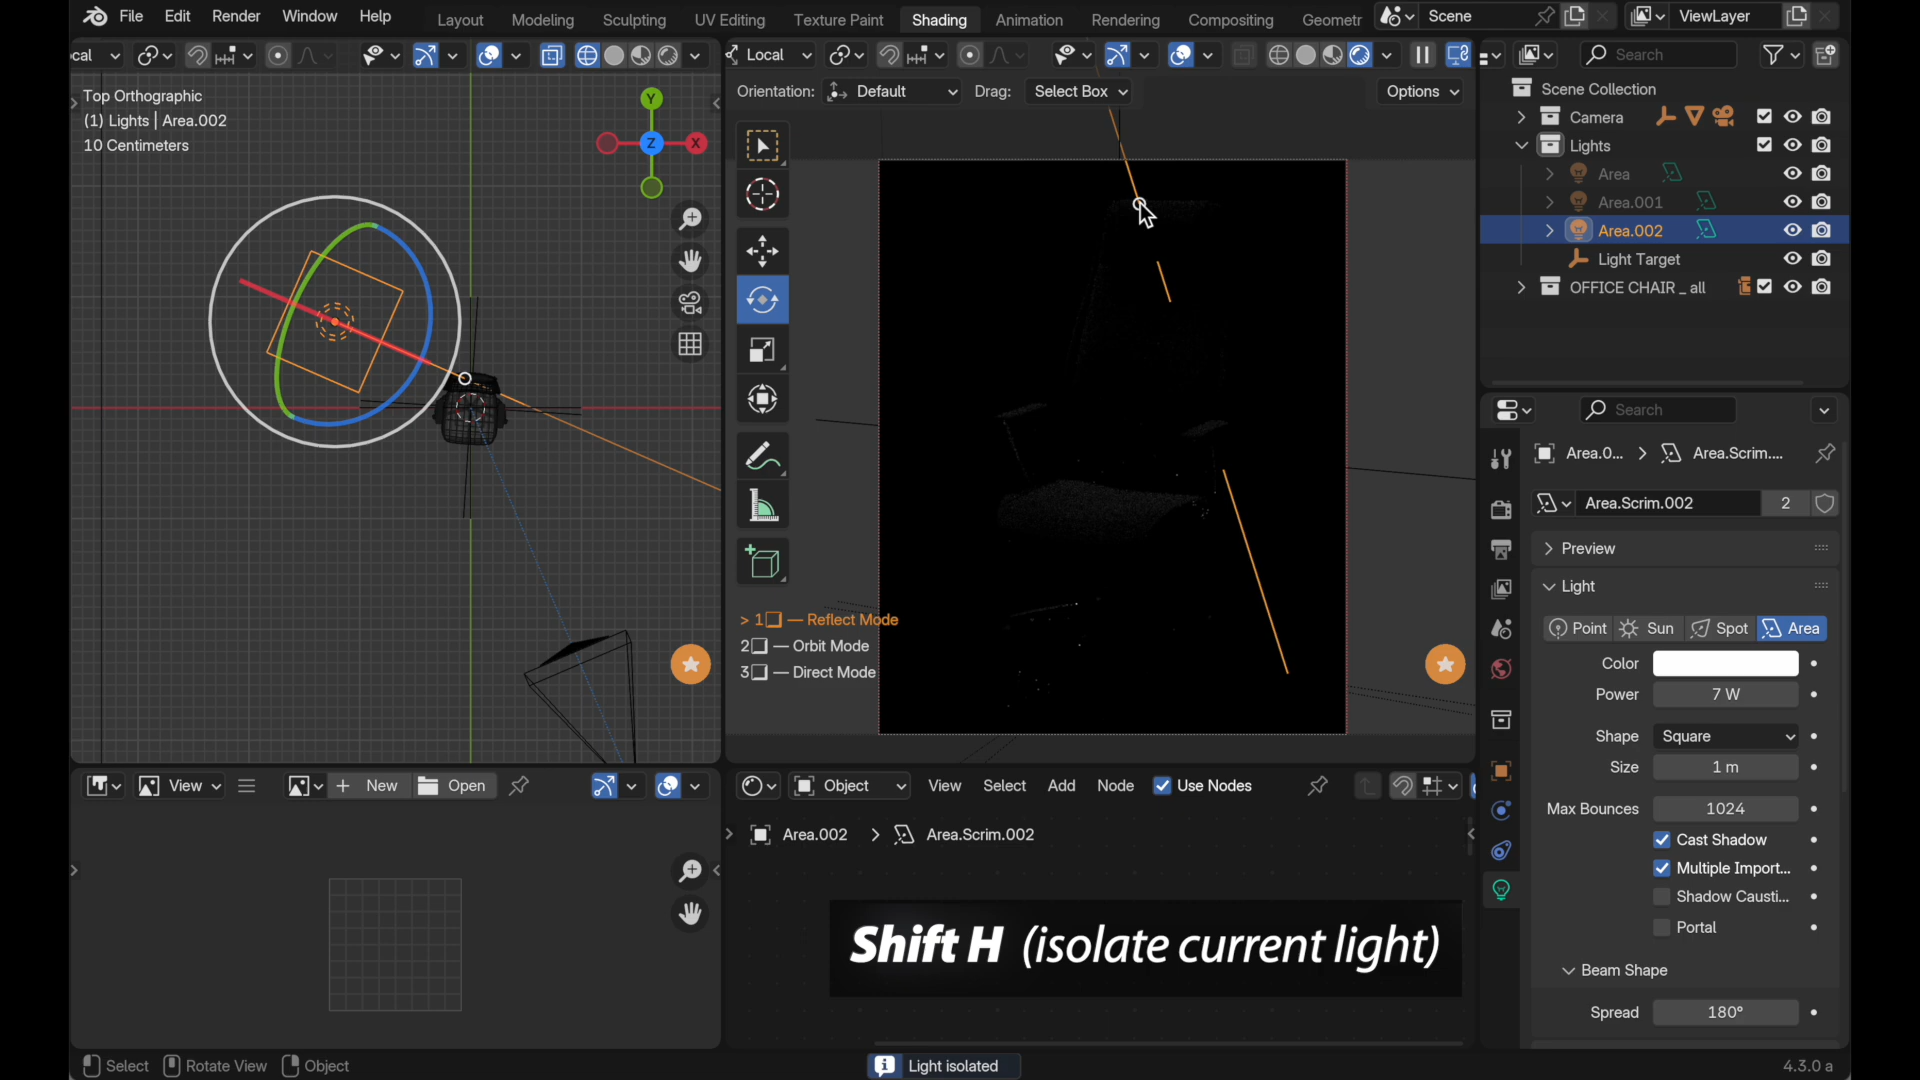 File Edit Render Window Help Layout Modeling Sculpting UV Editing Texture Paint Shading Animation Rendering Compositing Geometr Scene ViewLayer
cal Local Search
Orientation: Default Drag: Select Box Options
Top Orthographic
(1) Lights | Area.002
10 Centimeters
Y
Z
X
> 1 — Reflect Mode
2 — Orbit Mode
3 — Direct Mode
Scene Collection
Camera
Lights
Area
Area.001
Area.002
Light Target
OFFICE CHAIR _ all
Search
Area.0... > Area.Scrim....
Area.Scrim.002 2
Preview
Light
Point Sun Spot Area
Color
Power 7 W
Shape Square
Size 1 m
Max Bounces 1024
Cast Shadow
Multiple Import...
Shadow Causti...
Portal
Beam Shape
Spread 180°
View + New Open
Object View Select Add Node Use Nodes
Area.002 > Area.Scrim.002
Shift H (isolate current light)
Select Rotate View Object Light isolated 4.3.0 a